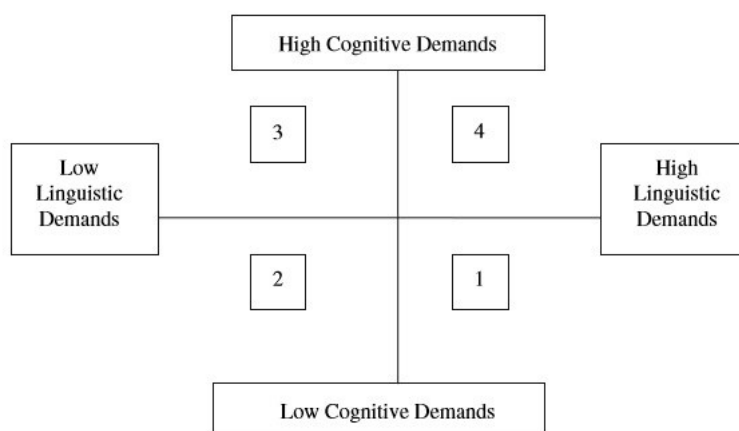 High Cognitive Demands
3
4
Low
Linguistic
Demands
High
Linguistic
Demands
2
1
Low Cognitive Demands